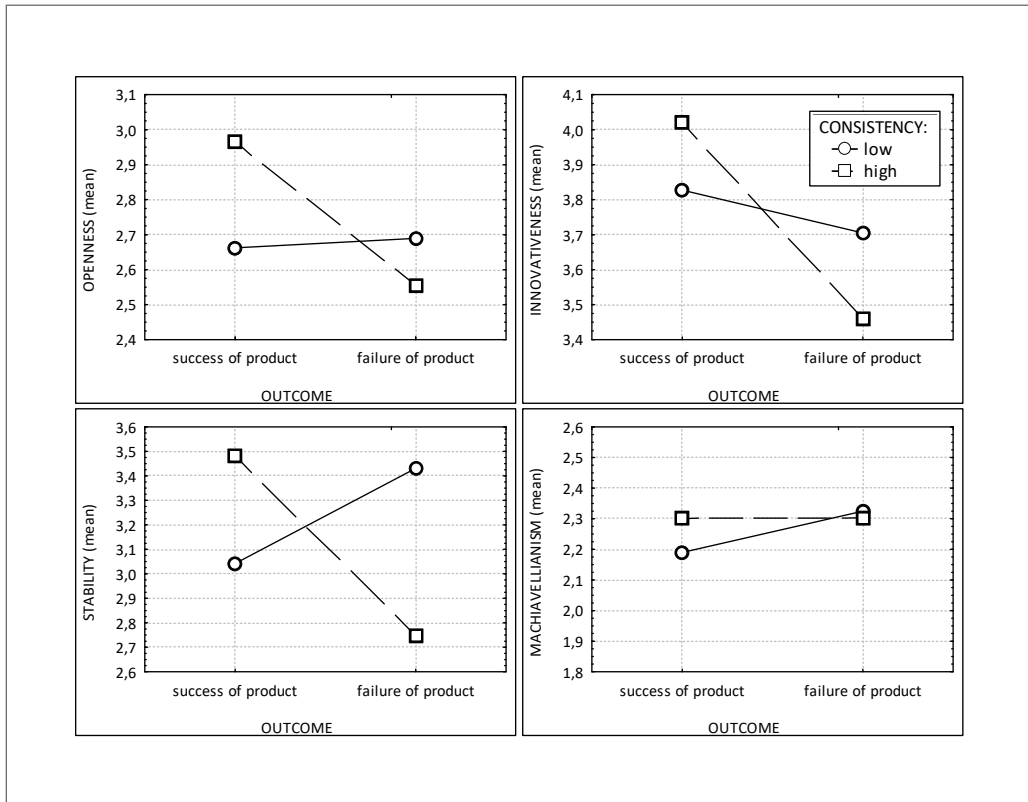 3,1
3,0
2,9
2,8
2,7
2,6
2,5
2,4
OPENNESS (mean)
success of product
failure of product
OUTCOME
4,1
4,0
3,9
3,8
3,7
3,6
3,5
3,4
INNOVATIVENESS (mean)
CONSISTENCY:
low
high
success of product
failure of product
OUTCOME
3,6
3,5
3,4
3,3
3,2
3,1
3,0
2,9
2,8
2,7
2,6
STABILITY (mean)
success of product
failure of product
OUTCOME
2,6
2,5
2,4
2,3
2,2
2,1
2,0
1,9
1,8
MACHIAVELLIANISM (mean)
success of product
failure of product
OUTCOME